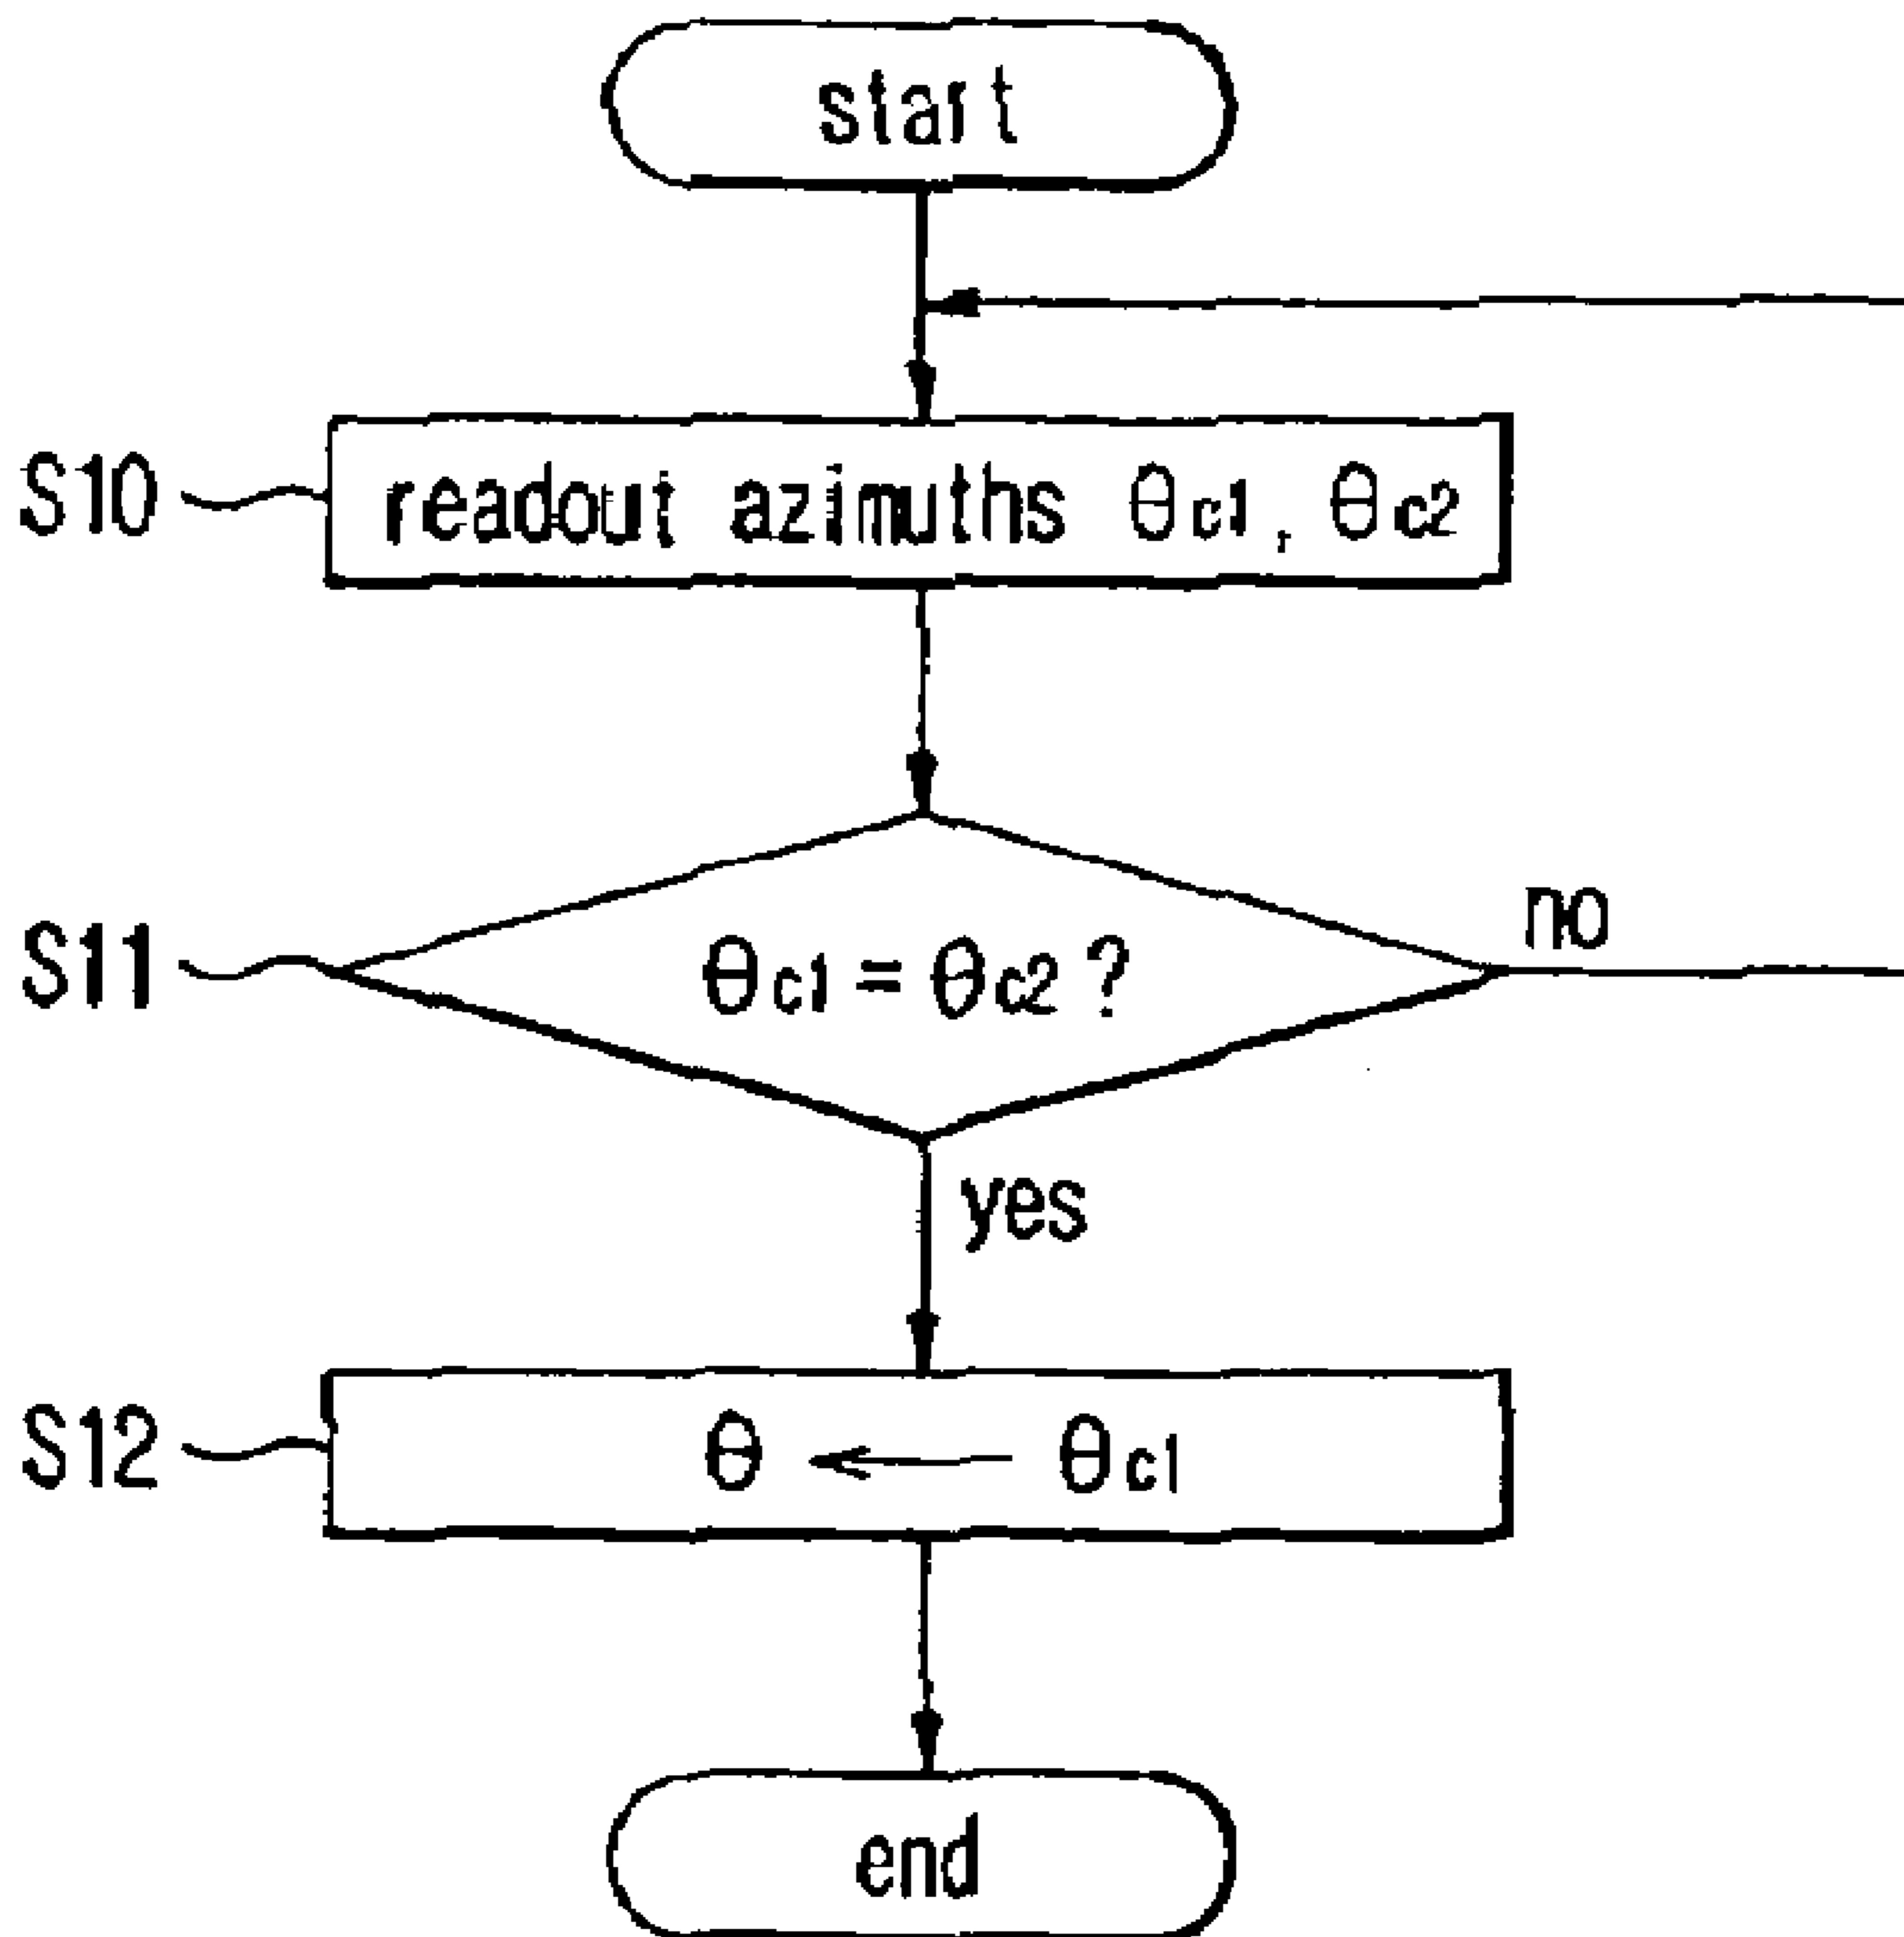 start
S10 readout azimuths θc1, θc2
S11 θc1 = θc2 ?
no
yes
S12 θ ← θc1
end